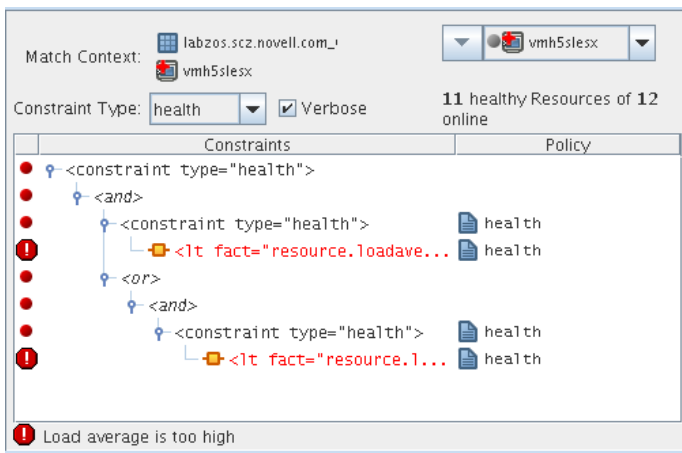 Match Context:
labzos.scz.novell.com_
vmh5slesx
vmh5slesx
Constraint Type:
health
Verbose
11 healthy Resources of 12
online
Constraints
Policy
<constraint type="health">
<and>
<constraint type="health"> health
<lt fact="resource.loadave... health
<or>
<and>
<constraint type="health"> health
<lt fact="resource.l... health
Load average is too high